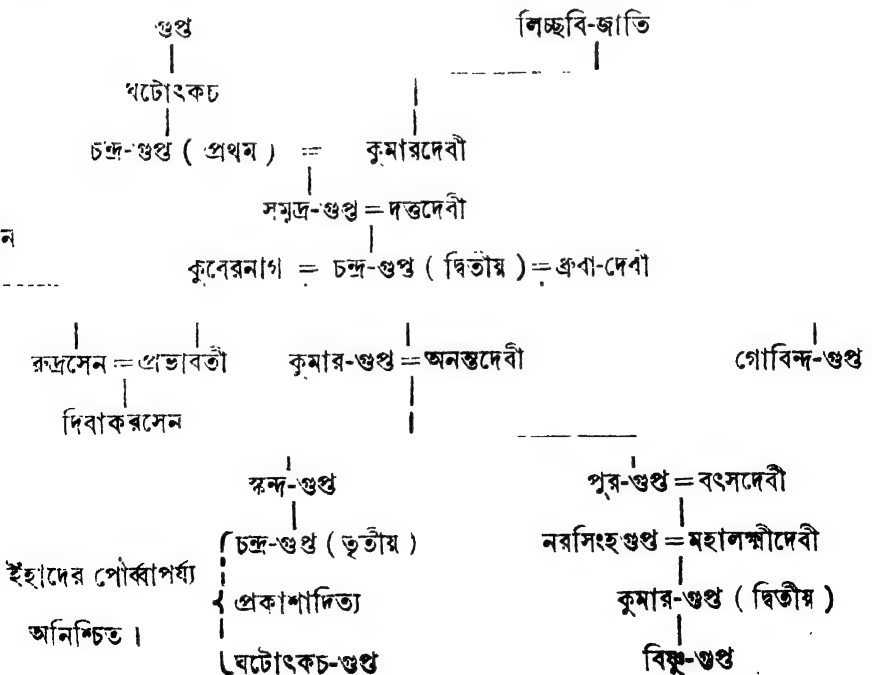 গুপ্ত লিচ্ছবি-জাতি
ঘটোৎকচ
চন্দ্র-গুপ্ত ( প্রথম ) = কুমারদেবী
সমুদ্র-গুপ্ত = দত্তদেবী
ন
কুবেরনাগ = চন্দ্র-গুপ্ত ( দ্বিতীয় ) = ধ্রুবা-দেবী
রুদ্রসেন = প্রভাবতী কুমার-গুপ্ত = অনন্তদেবী গোবিন্দ-গুপ্ত
দিবাকরসেন
স্কন্দ-গুপ্ত পুর-গুপ্ত = বৎসদেবী
চন্দ্র-গুপ্ত ( তৃতীয় ) নরসিংহগুপ্ত = মহালক্ষ্মীদেবী
ইঁহাদের পৌর্ব্বাপর্য্য
প্রকাশাদিত্য কুমার-গুপ্ত ( দ্বিতীয় )
অনিশ্চিত ।
ঘটোৎকচ-গুপ্ত বিষ্ণু-গুপ্ত